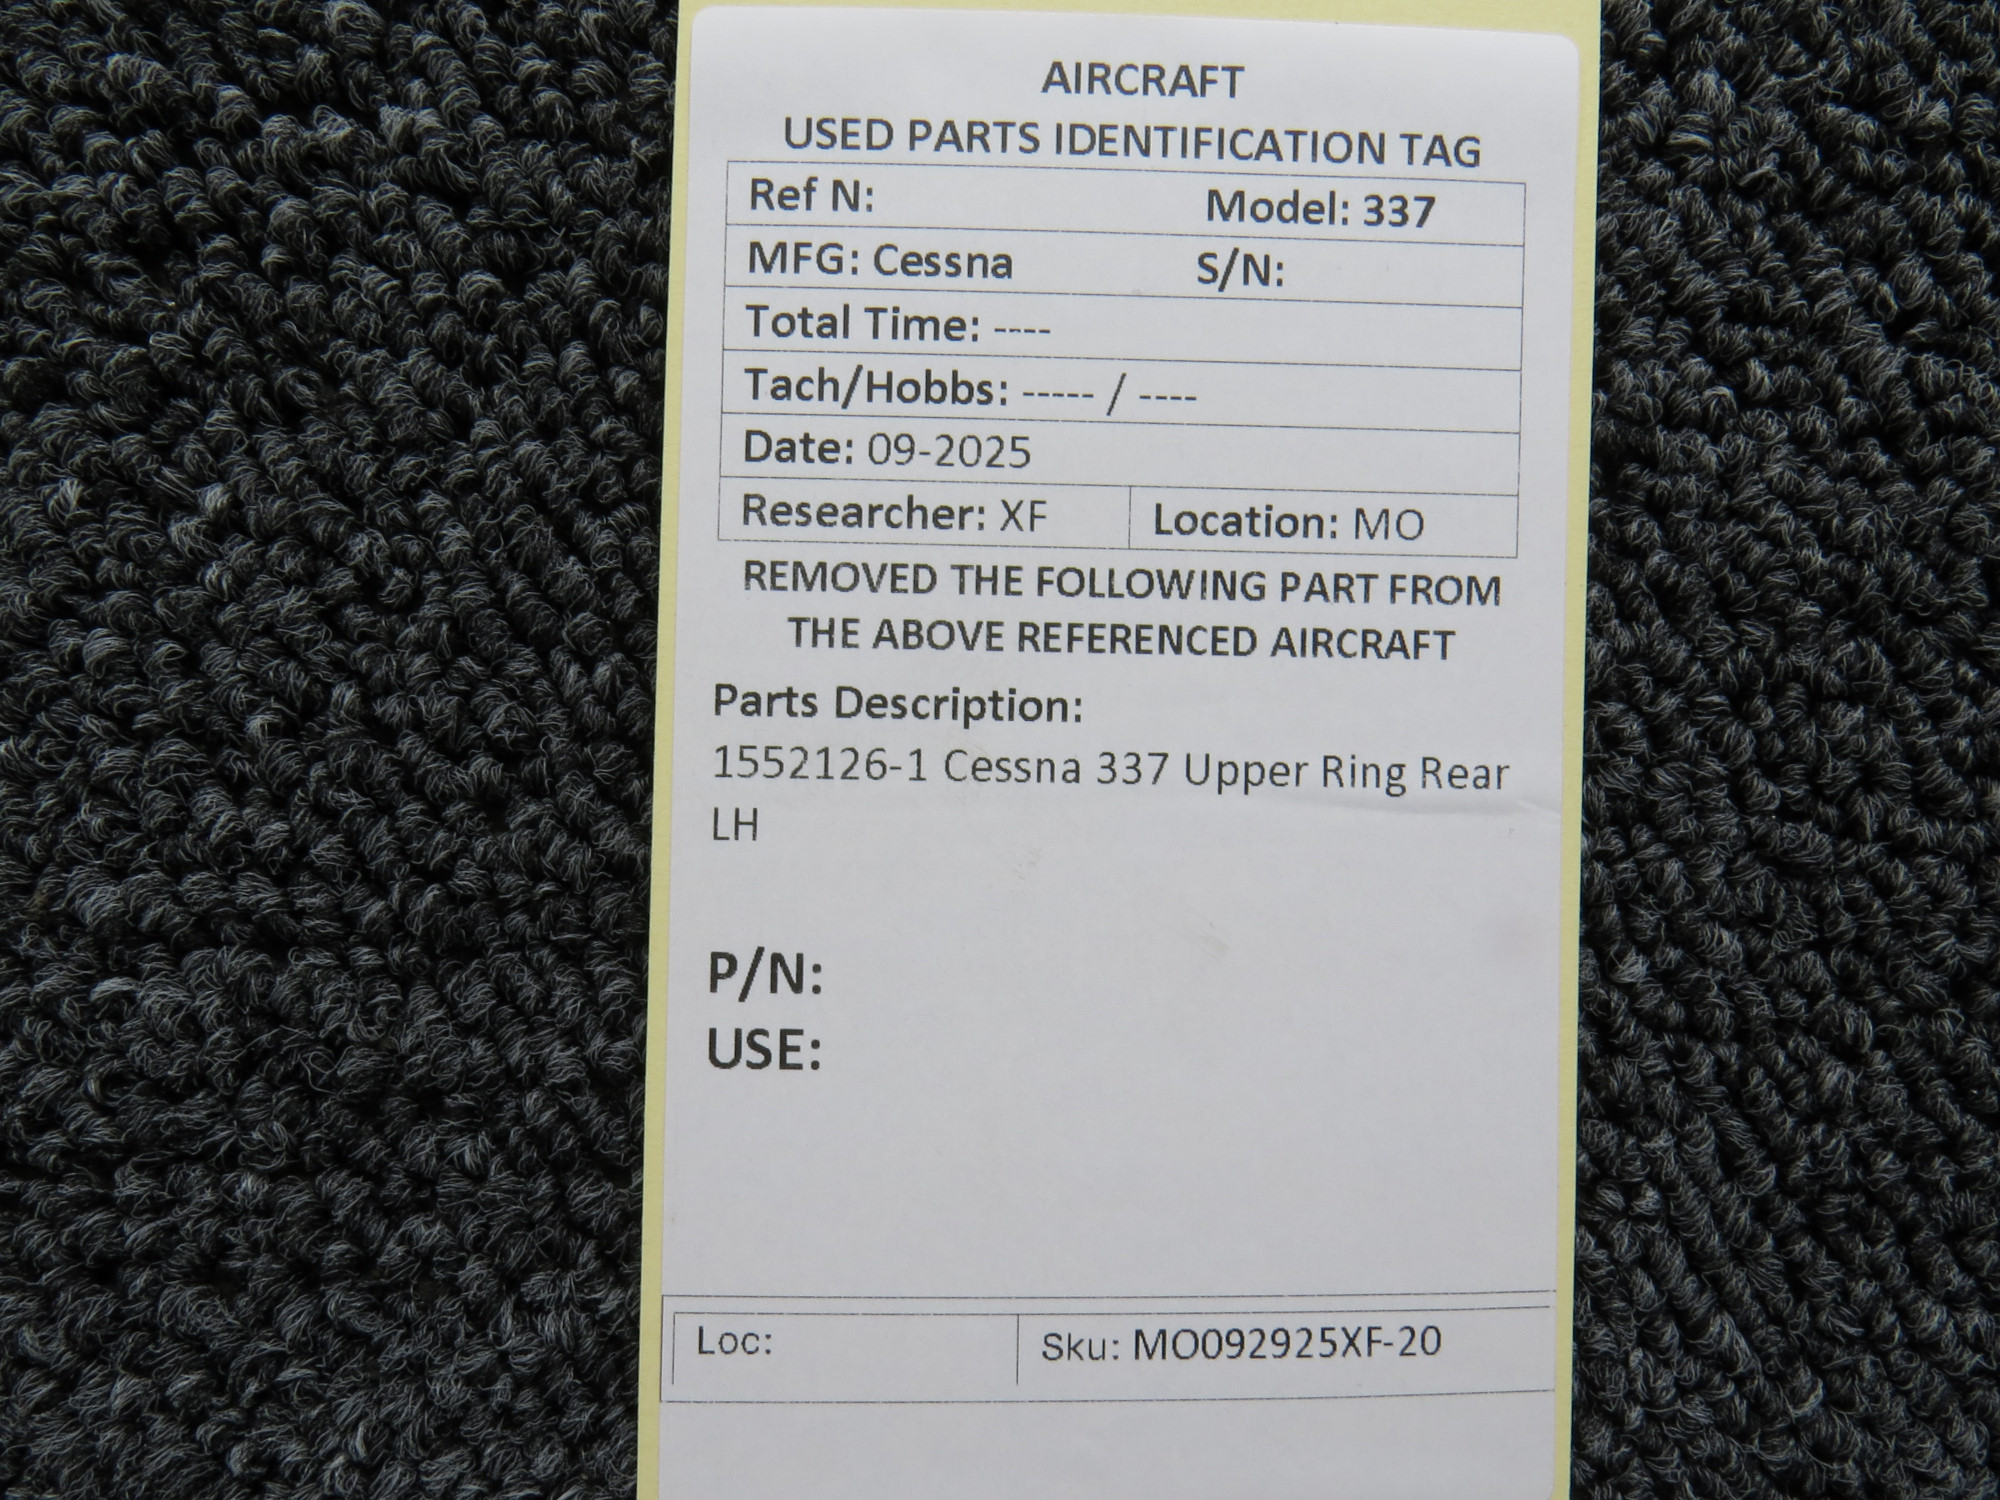 AIRCRAFT
USED PARTS IDENTIFICATION TAG
Ref N: Model: 337
MFG: Cessna S/N:
Total Time: ----
Tach/Hobbs: ----- / ----
Date: 09-2025
Researcher: XF Location: MO
REMOVED THE FOLLOWING PART FROM
THE ABOVE REFERENCED AIRCRAFT
Parts Description:
1552126-1 Cessna 337 Upper Ring Rear
LH
P/N:
USE:
Loc: Sku: MO092925XF-20